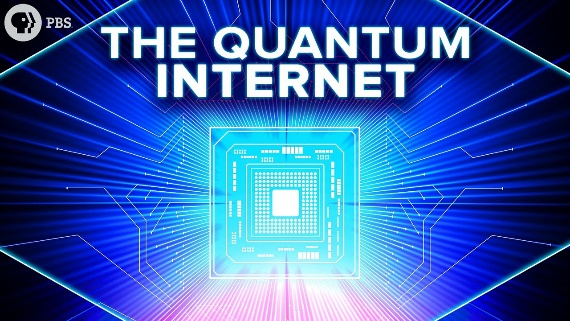 PBS
THE QUANTUM
INTERNET